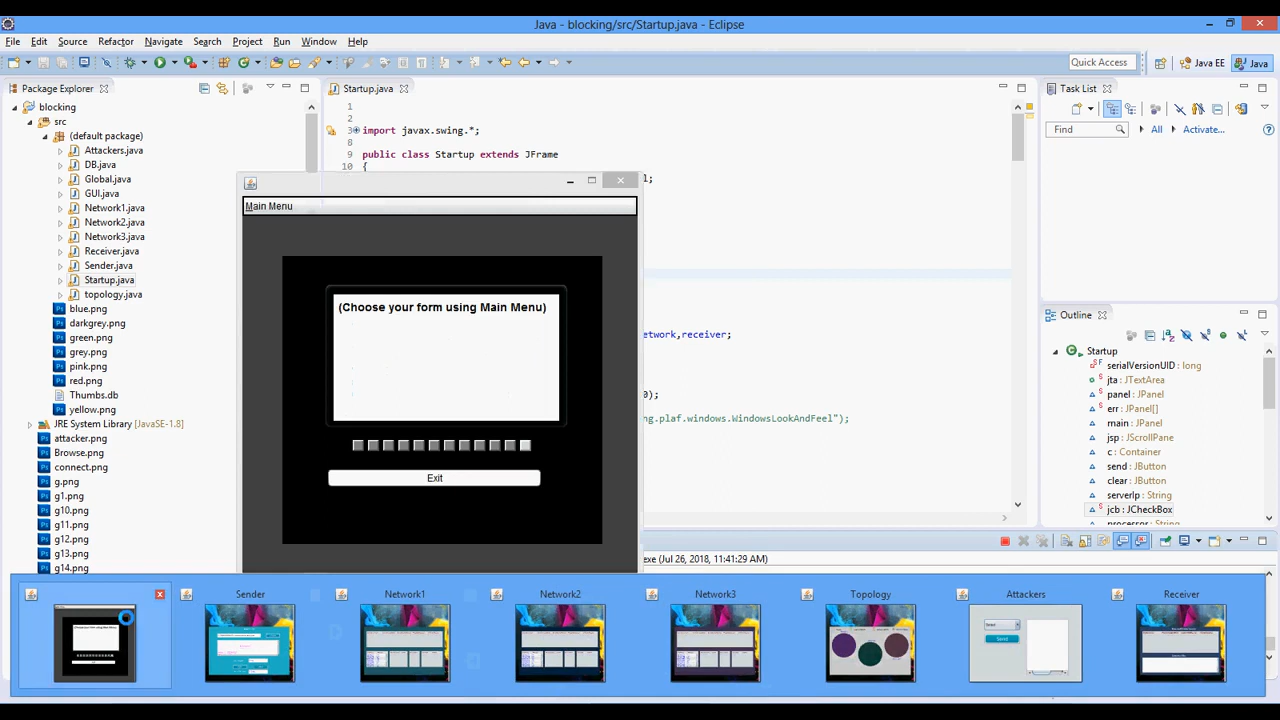 Java - blocking/src/Startup.java - Eclipse
File Edit Source Refactor Navigate Search Project Run Window Help
Quick Access
Java EE
Java
Package Explorer
blocking
src
(default package)
Attackers.java
DB.java
Global.java
GUI.java
Network1.java
Network2.java
Network3.java
Receiver.java
Sender.java
Startup.java
topology.java
blue.png
darkgrey.png
green.png
grey.png
pink.png
red.png
Thumbs.db
yellow.png
JRE System Library [JavaSE-1.8]
attacker.png
Browse.png
connect.png
g.png
g1.png
g10.png
g11.png
g12.png
g13.png
g14.png
Startup.java
1
2
3 import javax.swing.*;
8
9 public class Startup extends JFrame
10 {
l;
etwork,receiver;
0);
ng.plaf.windows.WindowsLookAndFeel");
Main Menu
(Choose your form using Main Menu)
Exit
Task List
Find
All
Activate...
Outline
Startup
serialVersionUID : long
jta : JTextArea
panel : JPanel
err : JPanel[]
main : JPanel
jsp : JScrollPane
c : Container
send : JButton
clear : JButton
serverIp : String
jcb : JCheckBox
processor : String
exe (Jul 26, 2018, 11:41:29 AM)
Sender
Network1
Network2
Network3
Topology
Attackers
Receiver
Send